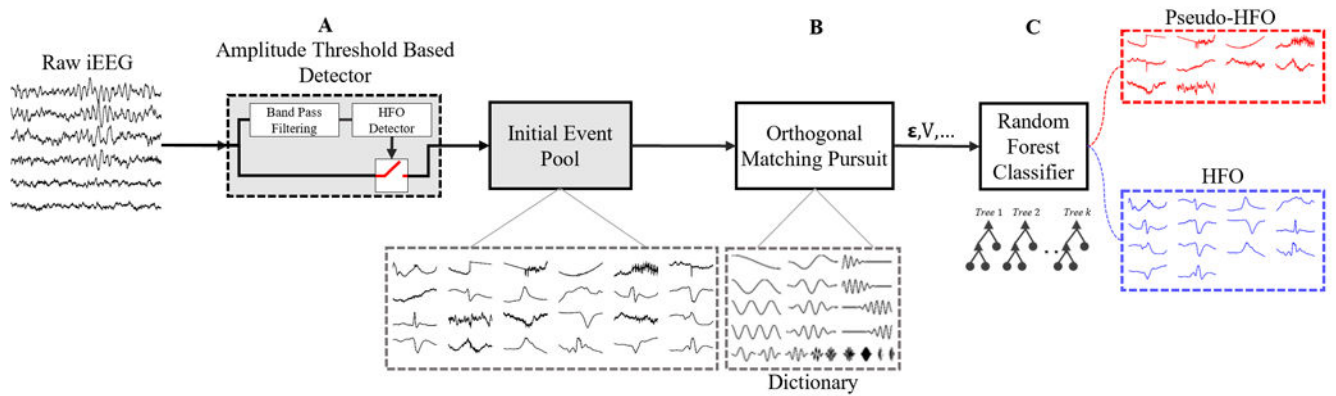 A
B
C
Raw iEEG
Amplitude Threshold Based
Detector
Band Pass
Filtering
HFO
Detector
Initial Event
Pool
Orthogonal
Matching Pursuit
ε,V,...
Random
Forest
Classifier
Tree 1 Tree 2 Tree k
Pseudo-HFO
HFO
Dictionary